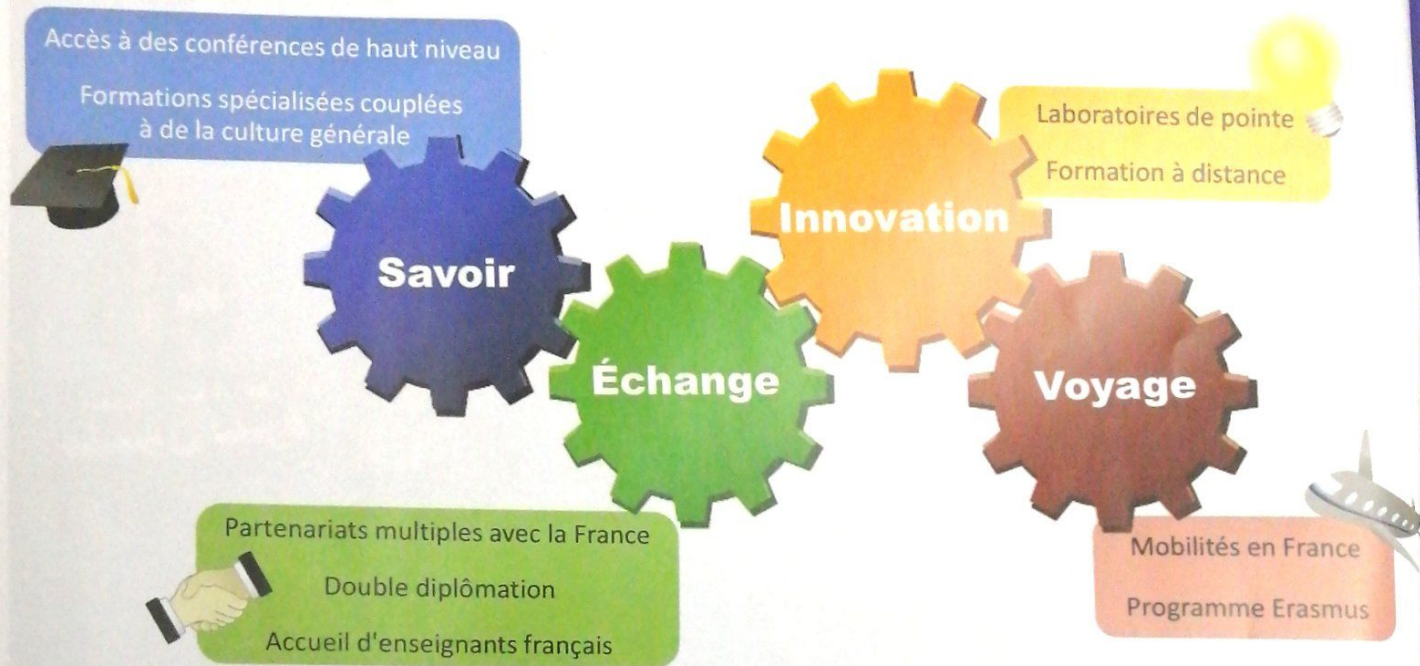 Accès à des conférences de haut niveau
Formations spécialisées couplées
à de la culture générale
Savoir
Laboratoires de pointe
Formation à distance
Innovation
Échange
Voyage
Partenariats multiples avec la France
Double diplômation
Accueil d'enseignants français
Mobilités en France
Programme Erasmus